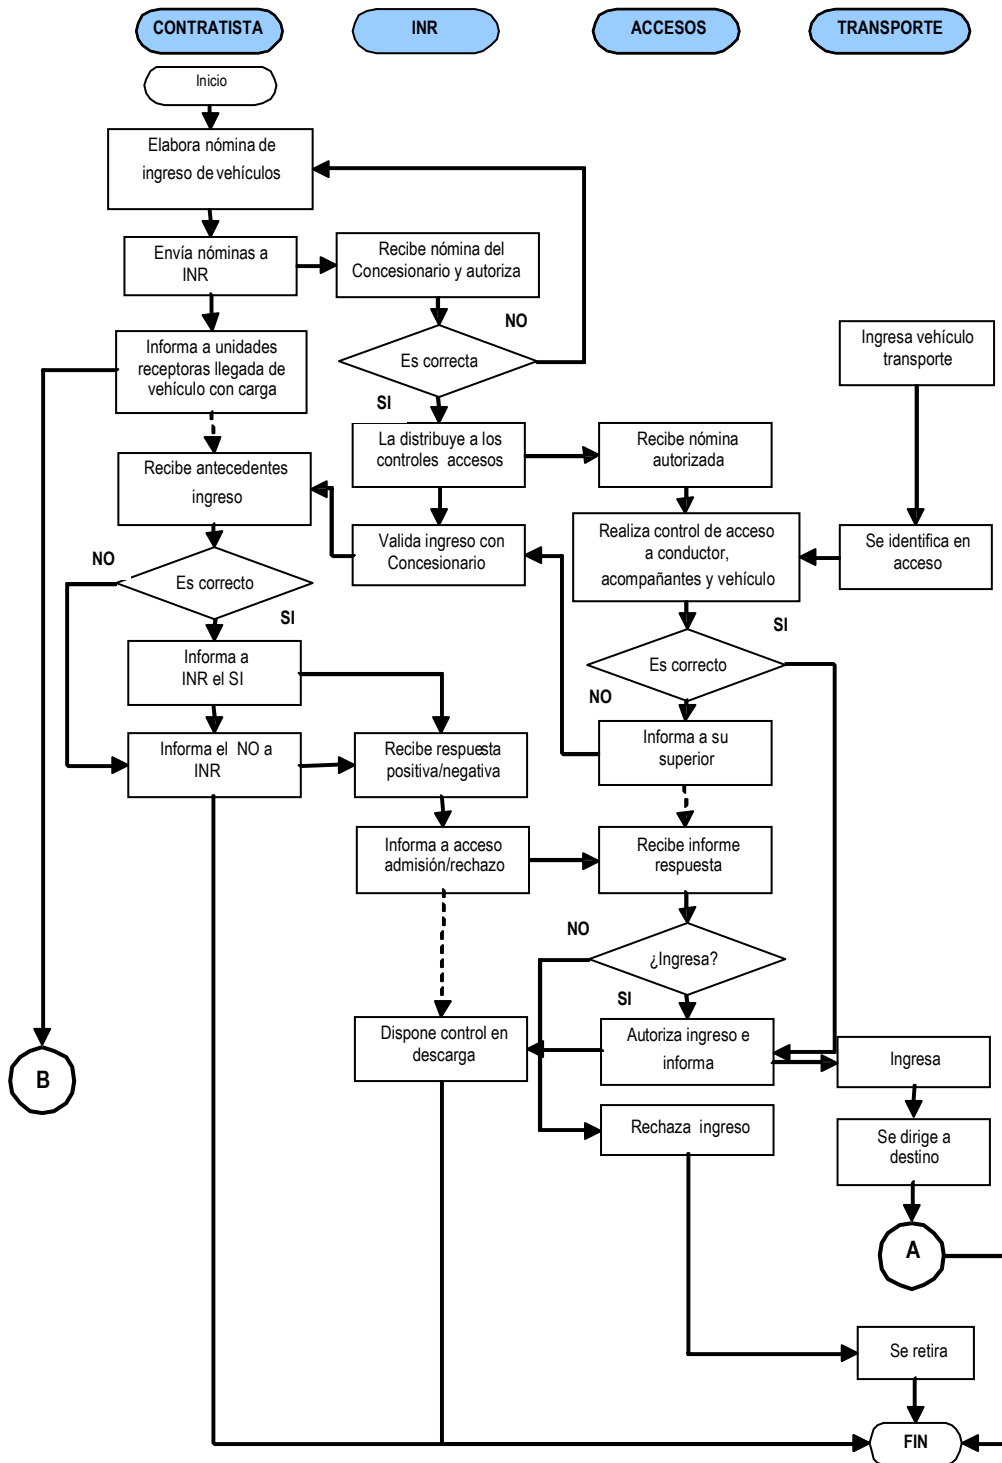 CONTRATISTA
INR
ACCESOS
TRANSPORTE
Inicio
Elabora nómina de
ingreso de vehículos
Envía nóminas a
INR
Recibe nómina del
Concesionario y autoriza
NO
Informa a unidades
receptoras llegada de
vehículo con carga
Es correcta
Ingresa vehículo
transporte
SI
La distribuye a los
controles accesos
Recibe nómina
autorizada
Recibe antecedentes
ingreso
Valida ingreso con
Concesionario
Realiza control de acceso
a conductor,
acompañantes y vehículo
Se identifica en
acceso
NO
Es correcto
SI
SI
Informa a
INR el SI
Es correcto
NO
Informa el NO a
INR
Recibe respuesta
positiva/negativa
Informa a su
superior
Informa a acceso
admisión/rechazo
Recibe informe
respuesta
NO
¿Ingresa?
SI
Dispone control en
descarga
Autoriza ingreso e
informa
Ingresa
B
Rechaza ingreso
Se dirige a
destino
A
Se retira
FIN